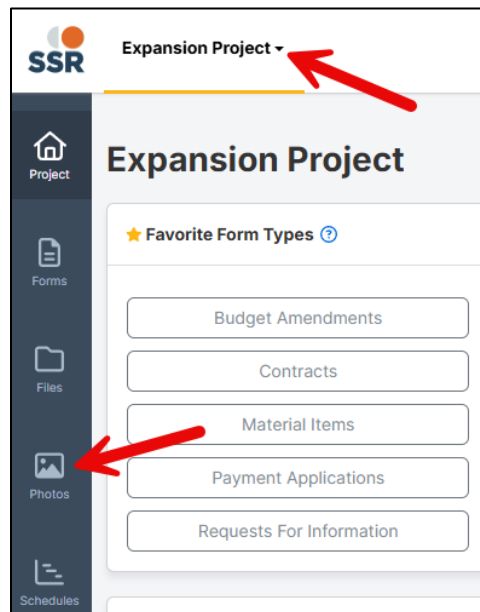 SSR
Expansion Project
Project
Expansion Project
Favorite Form Types ?
Forms
Budget Amendments
Contracts
Files
Material Items
Payment Applications
Photos
Requests For Information
Schedules